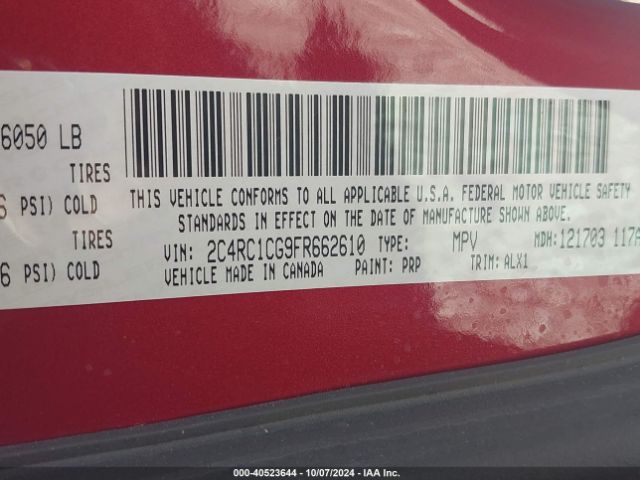 6050 LB
TIRES
PSI) COLD
TIRES
6 PSI) COLD
THIS VEHICLE CONFORMS TO ALL APPLICABLE U.S.A. FEDERAL MOTOR VEHICLE SAFETY
STANDARDS IN EFFECT ON THE DATE OF MANUFACTURE SHOWN ABOVE.
VIN: 2C4RC1CG9FR662610 TYPE: MPV MDH: 121703 117A
VEHICLE MADE IN CANADA PAINT: PRP TRIM: ALX1
000-40523644 - 10/07/2024 - IAA Inc.